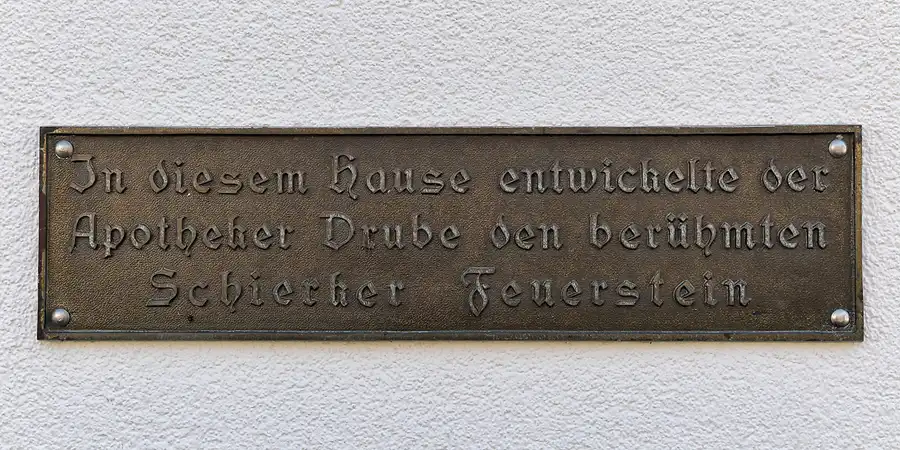 In diesem Hause entwickelte der
Apotheker Drube den berühmten
Schierker Feuerstein